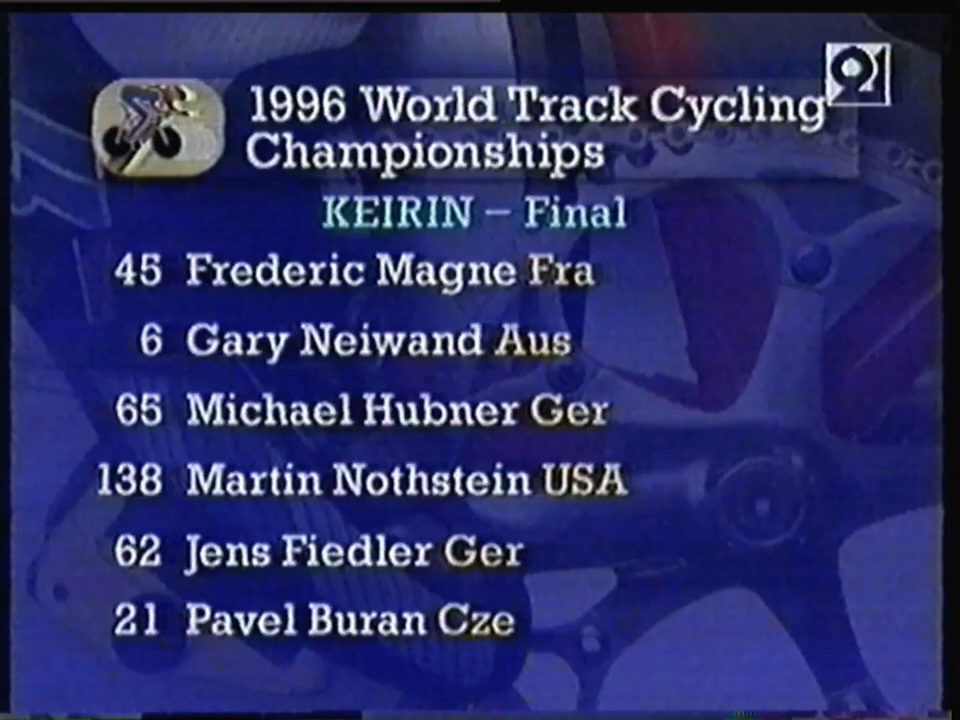 1996 World Track Cycling
Championships
KEIRIN – Final
45 Frederic Magne Fra
6 Gary Neiwand Aus
65 Michael Hubner Ger
138 Martin Nothstein USA
62 Jens Fiedler Ger
21 Pavel Buran Cze